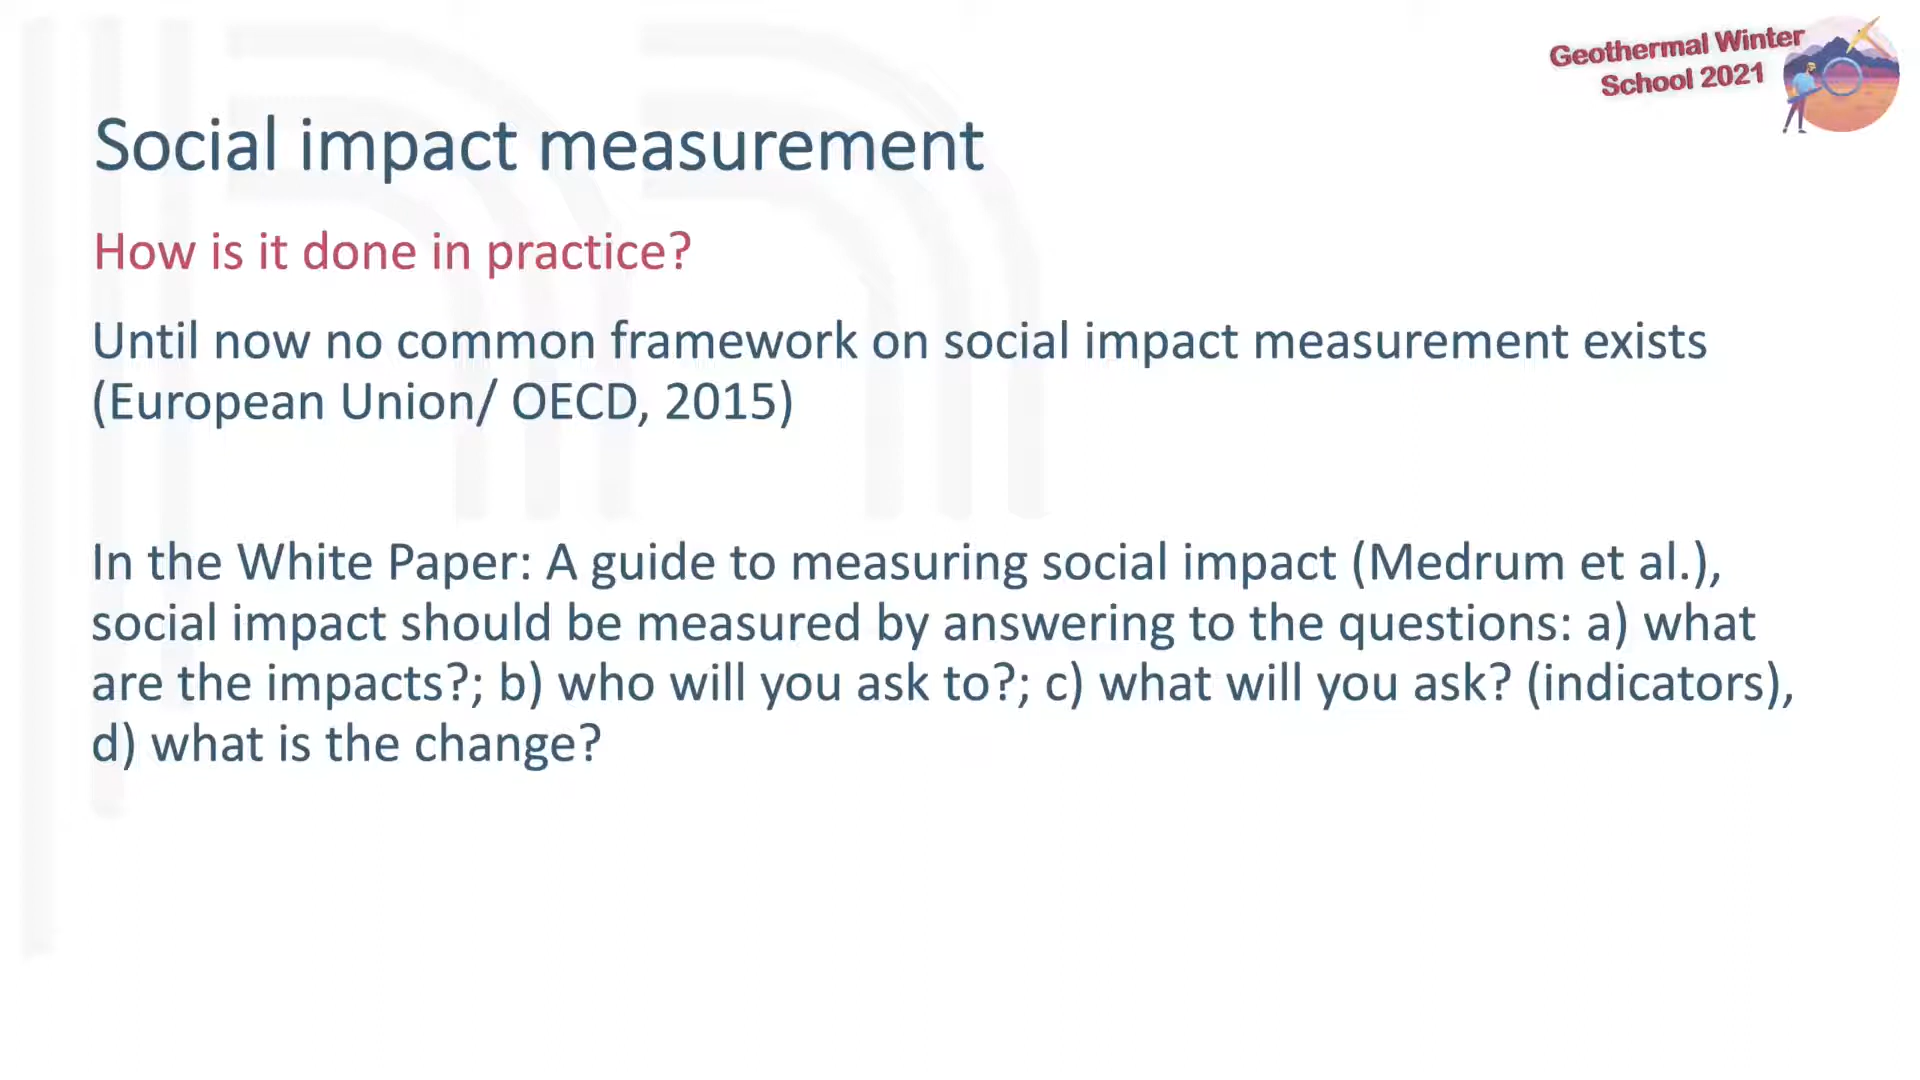 Geothermal Winter
School 2021
Social impact measurement
How is it done in practice?
Until now no common framework on social impact measurement exists
(European Union/ OECD, 2015)
In the White Paper: A guide to measuring social impact (Medrum et al.),
social impact should be measured by answering to the questions: a) what
are the impacts?; b) who will you ask to?; c) what will you ask? (indicators),
d) what is the change?